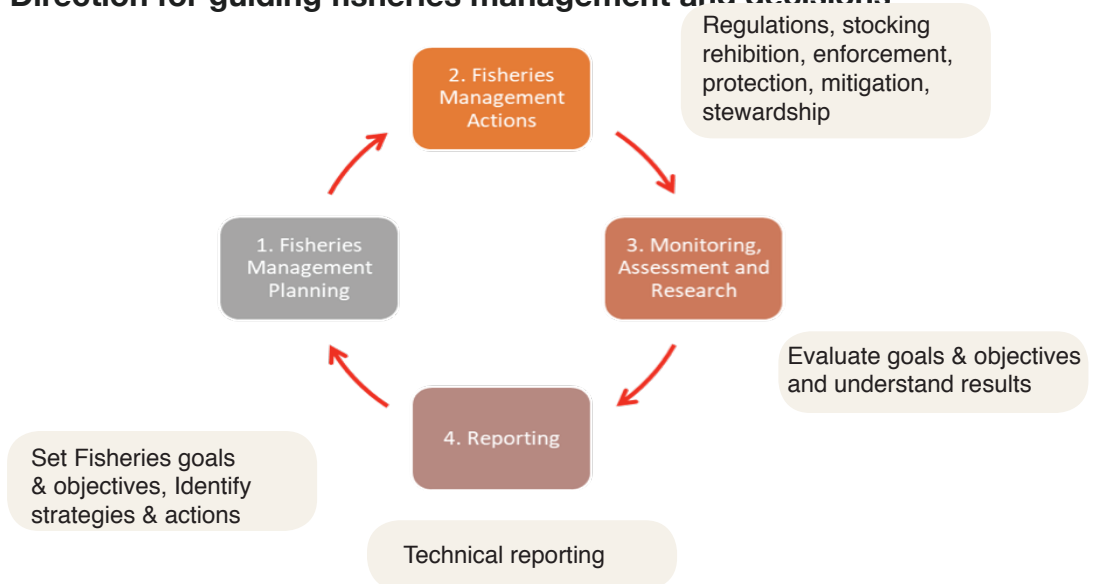 Direction for guiding fisheries management and decisions
Regulations, stocking
rehibition, enforcement,
protection, mitigation,
stewardship
2. Fisheries
Management
Actions
1. Fisheries
Management
Planning
3. Monitoring,
Assessment and
Research
Evaluate goals & objectives
and understand results
4. Reporting
Set Fisheries goals
& objectives, Identify
strategies & actions
Technical reporting